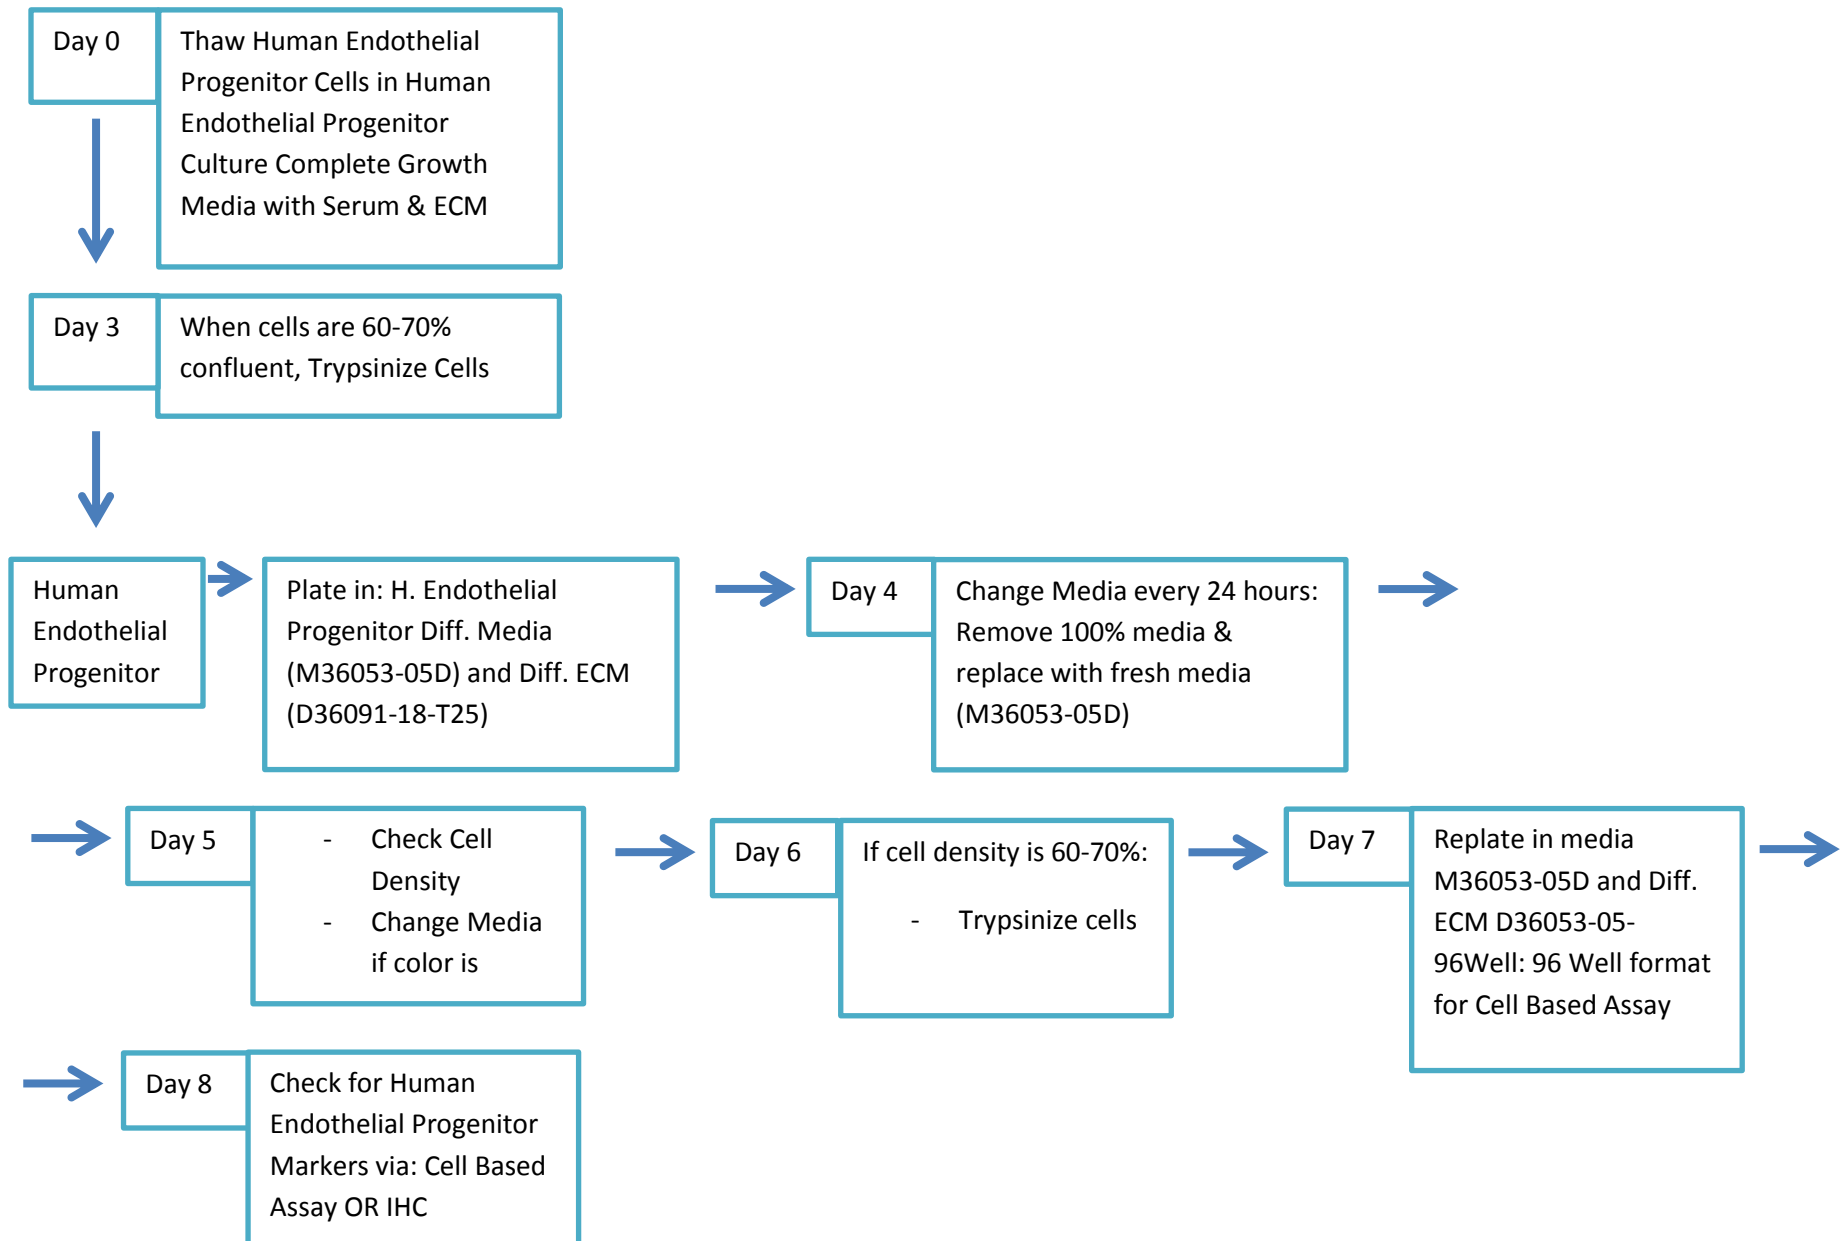 Day 0
Thaw Human Endothelial
Progenitor Cells in Human
Endothelial Progenitor
Culture Complete Growth
Media with Serum & ECM
Day 3
When cells are 60-70%
confluent, Trypsinize Cells
Human
Endothelial
Progenitor
Plate in: H. Endothelial
Progenitor Diff. Media
(M36053-05D) and Diff. ECM
(D36091-18-T25)
Day 4
Change Media every 24 hours:
Remove 100% media &
replace with fresh media
(M36053-05D)
Day 5
- Check Cell
Density
- Change Media
if color is
Day 6
If cell density is 60-70%:
- Trypsinize cells
Day 7
Replate in media
M36053-05D and Diff.
ECM D36053-05-
96Well: 96 Well format
for Cell Based Assay
Day 8
Check for Human
Endothelial Progenitor
Markers via: Cell Based
Assay OR IHC